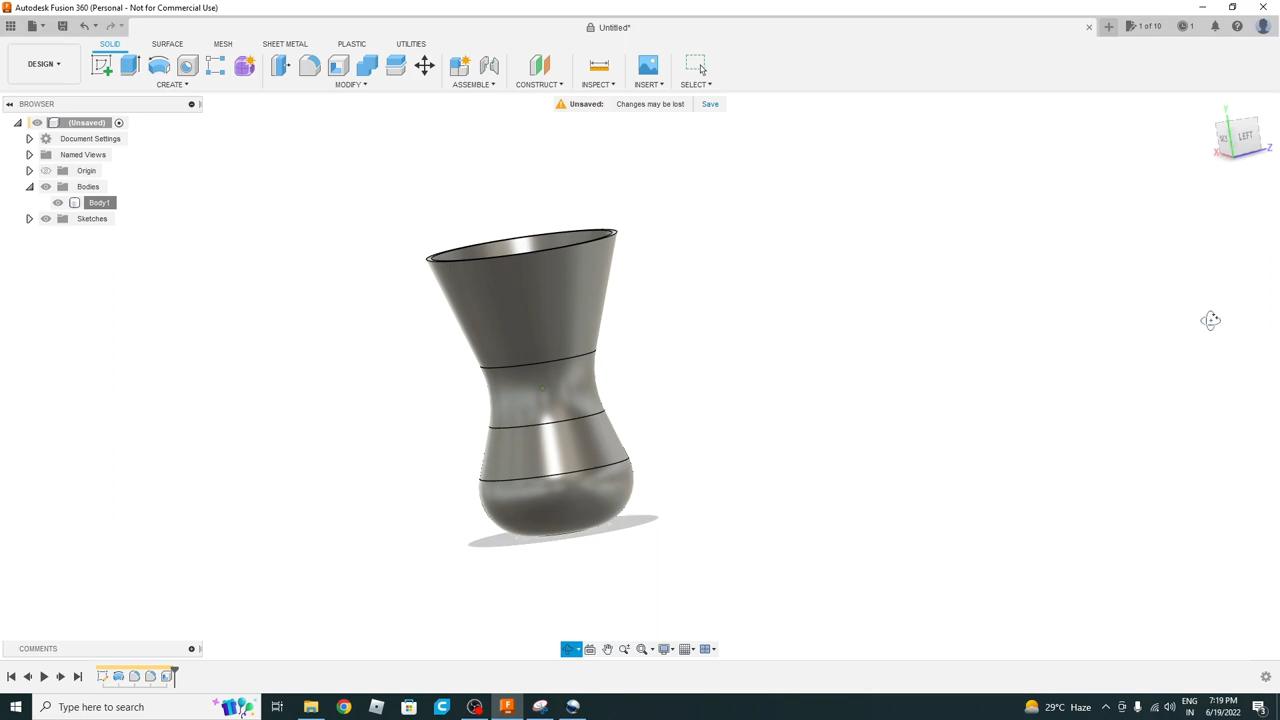 Autodesk Fusion 360 (Personal - Not for Commercial Use)
Untitled*
1 of 10
1
DESIGN
SOLID
SURFACE
MESH
SHEET METAL
PLASTIC
UTILITIES
CREATE
MODIFY
ASSEMBLE
CONSTRUCT
INSPECT
INSERT
SELECT
BROWSER
Unsaved: Changes may be lost Save
(Unsaved)
Document Settings
Named Views
Origin
Bodies
Body1
Sketches
Y
LEFT
X
Z
COMMENTS
Type here to search
29°C Haze
ENG
IN
7:19 PM
6/19/2022
3